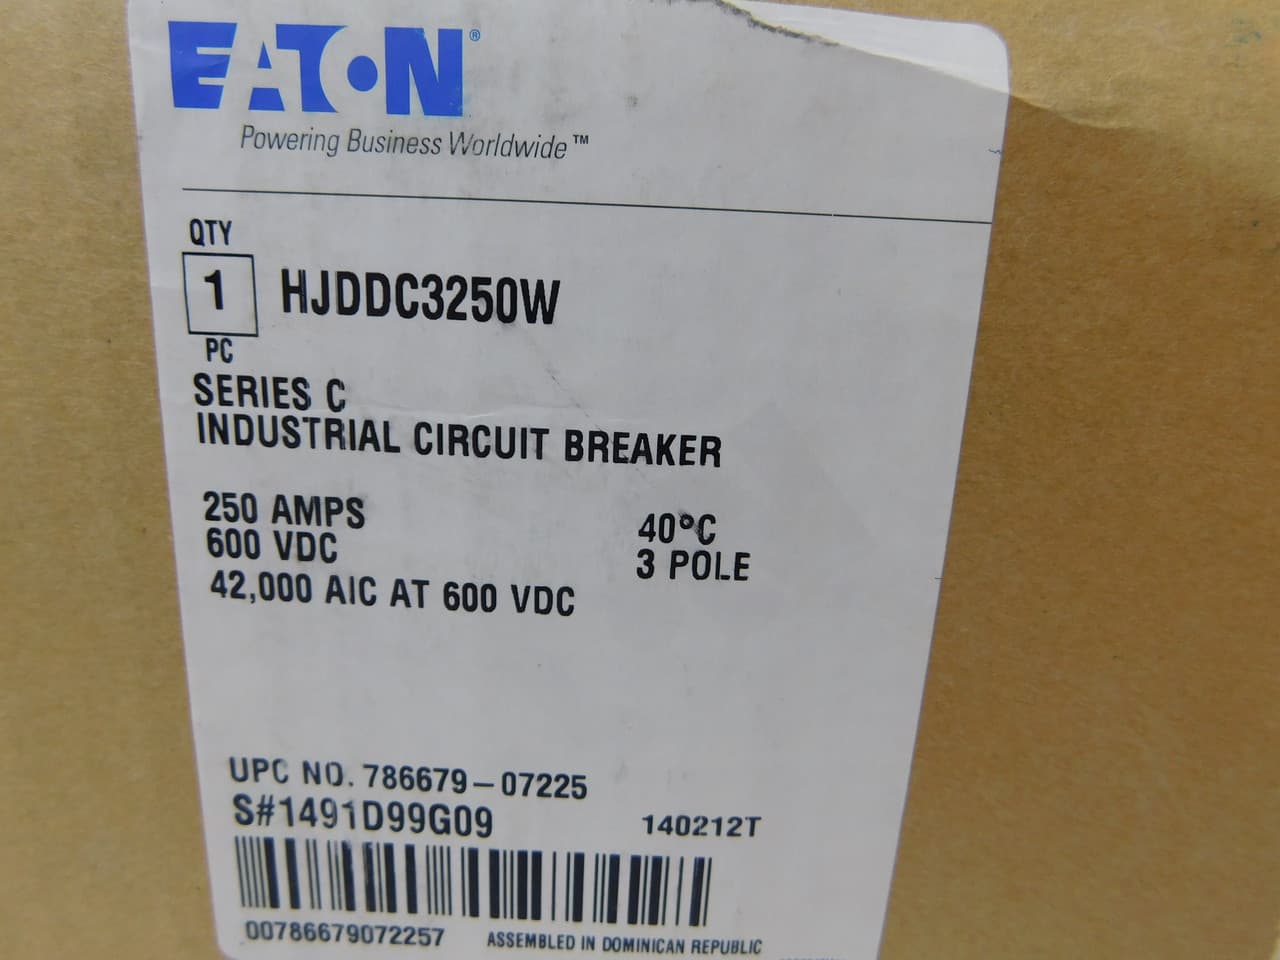 EATON®
Powering Business Worldwide™
QTY
1
HJDDC3250W
PC
SERIES C
INDUSTRIAL CIRCUIT BREAKER
250 AMPS
40°C
600 VDC
3 POLE
42,000 AIC AT 600 VDC
UPC NO. 786679-07225
S#1491D99G09
140212T
00786679072257
ASSEMBLED IN DOMINICAN REPUBLIC